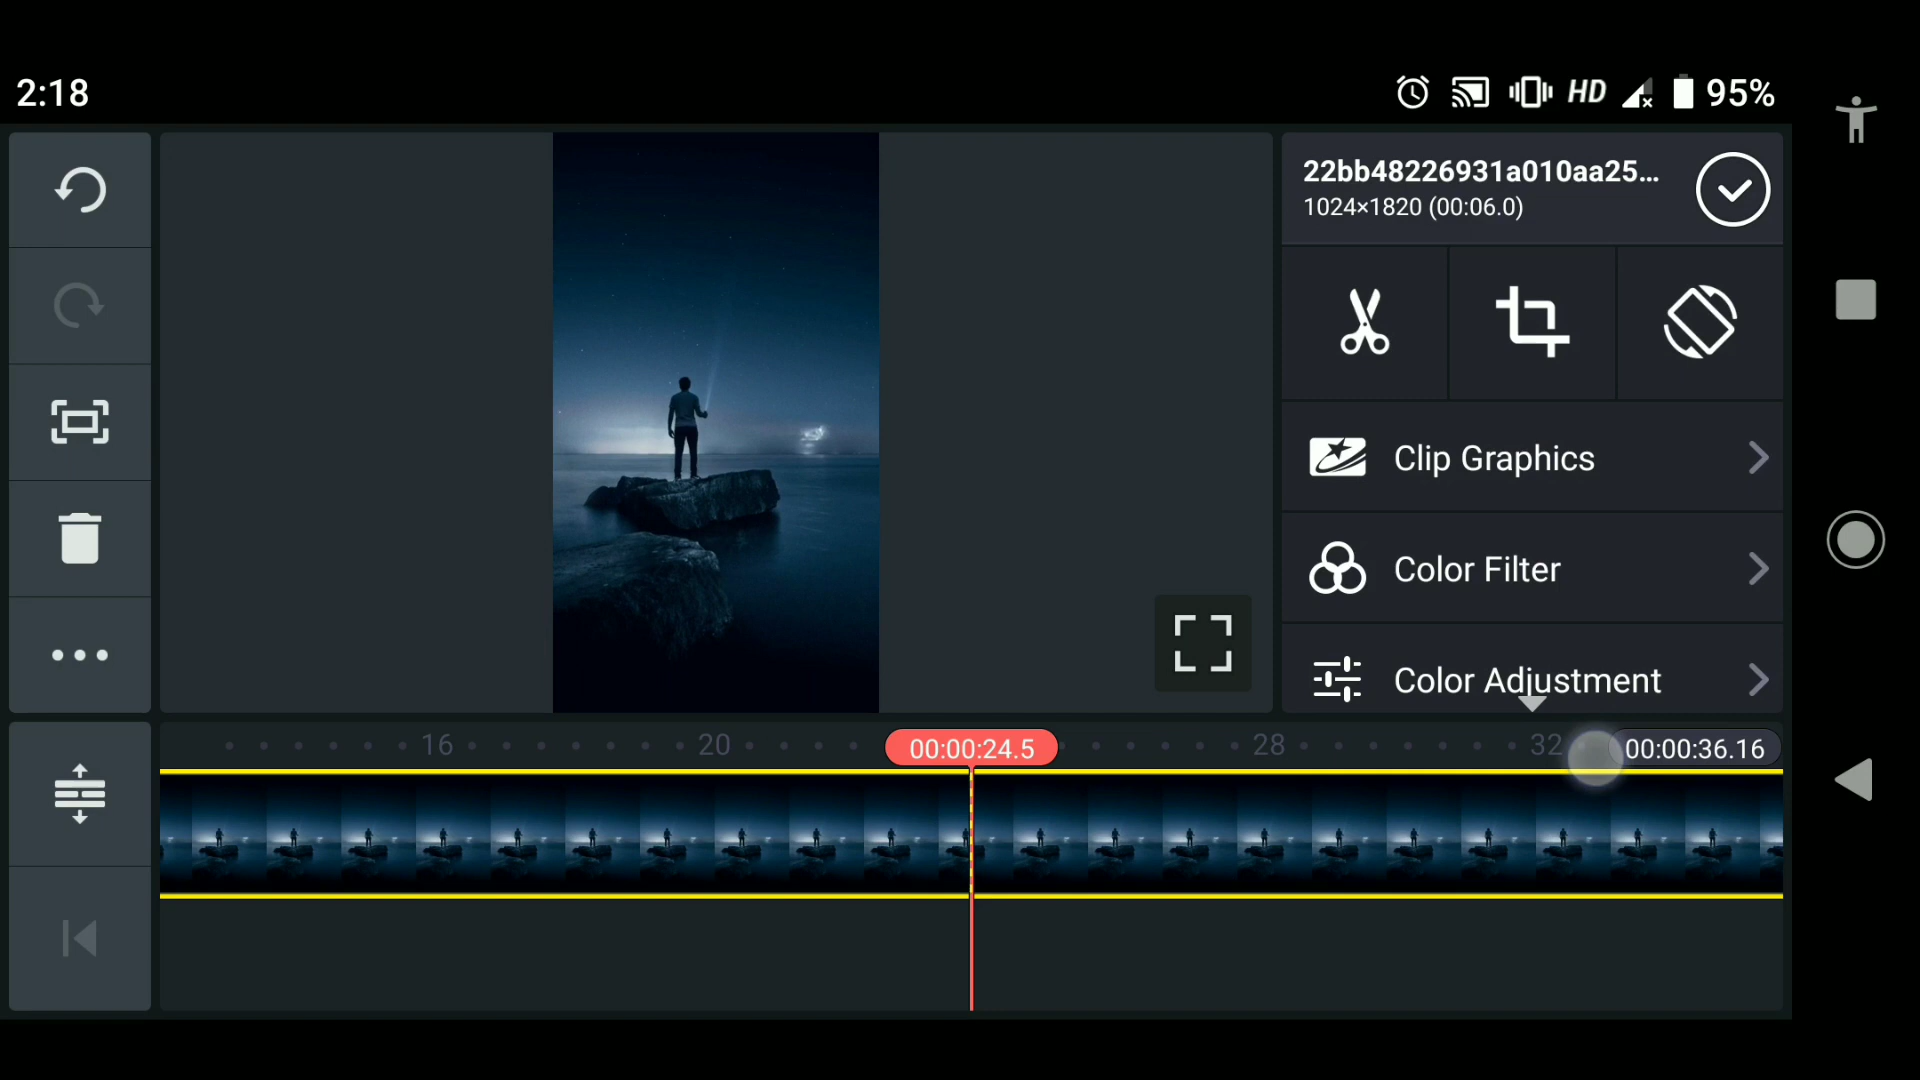 2:18
HD
95%
22bb48226931a010aa25...
1024×1820 (00:06.0)
Clip Graphics
Color Filter
Color Adjustment
16
20
00:00:24.5
28
32
00:00:36.16